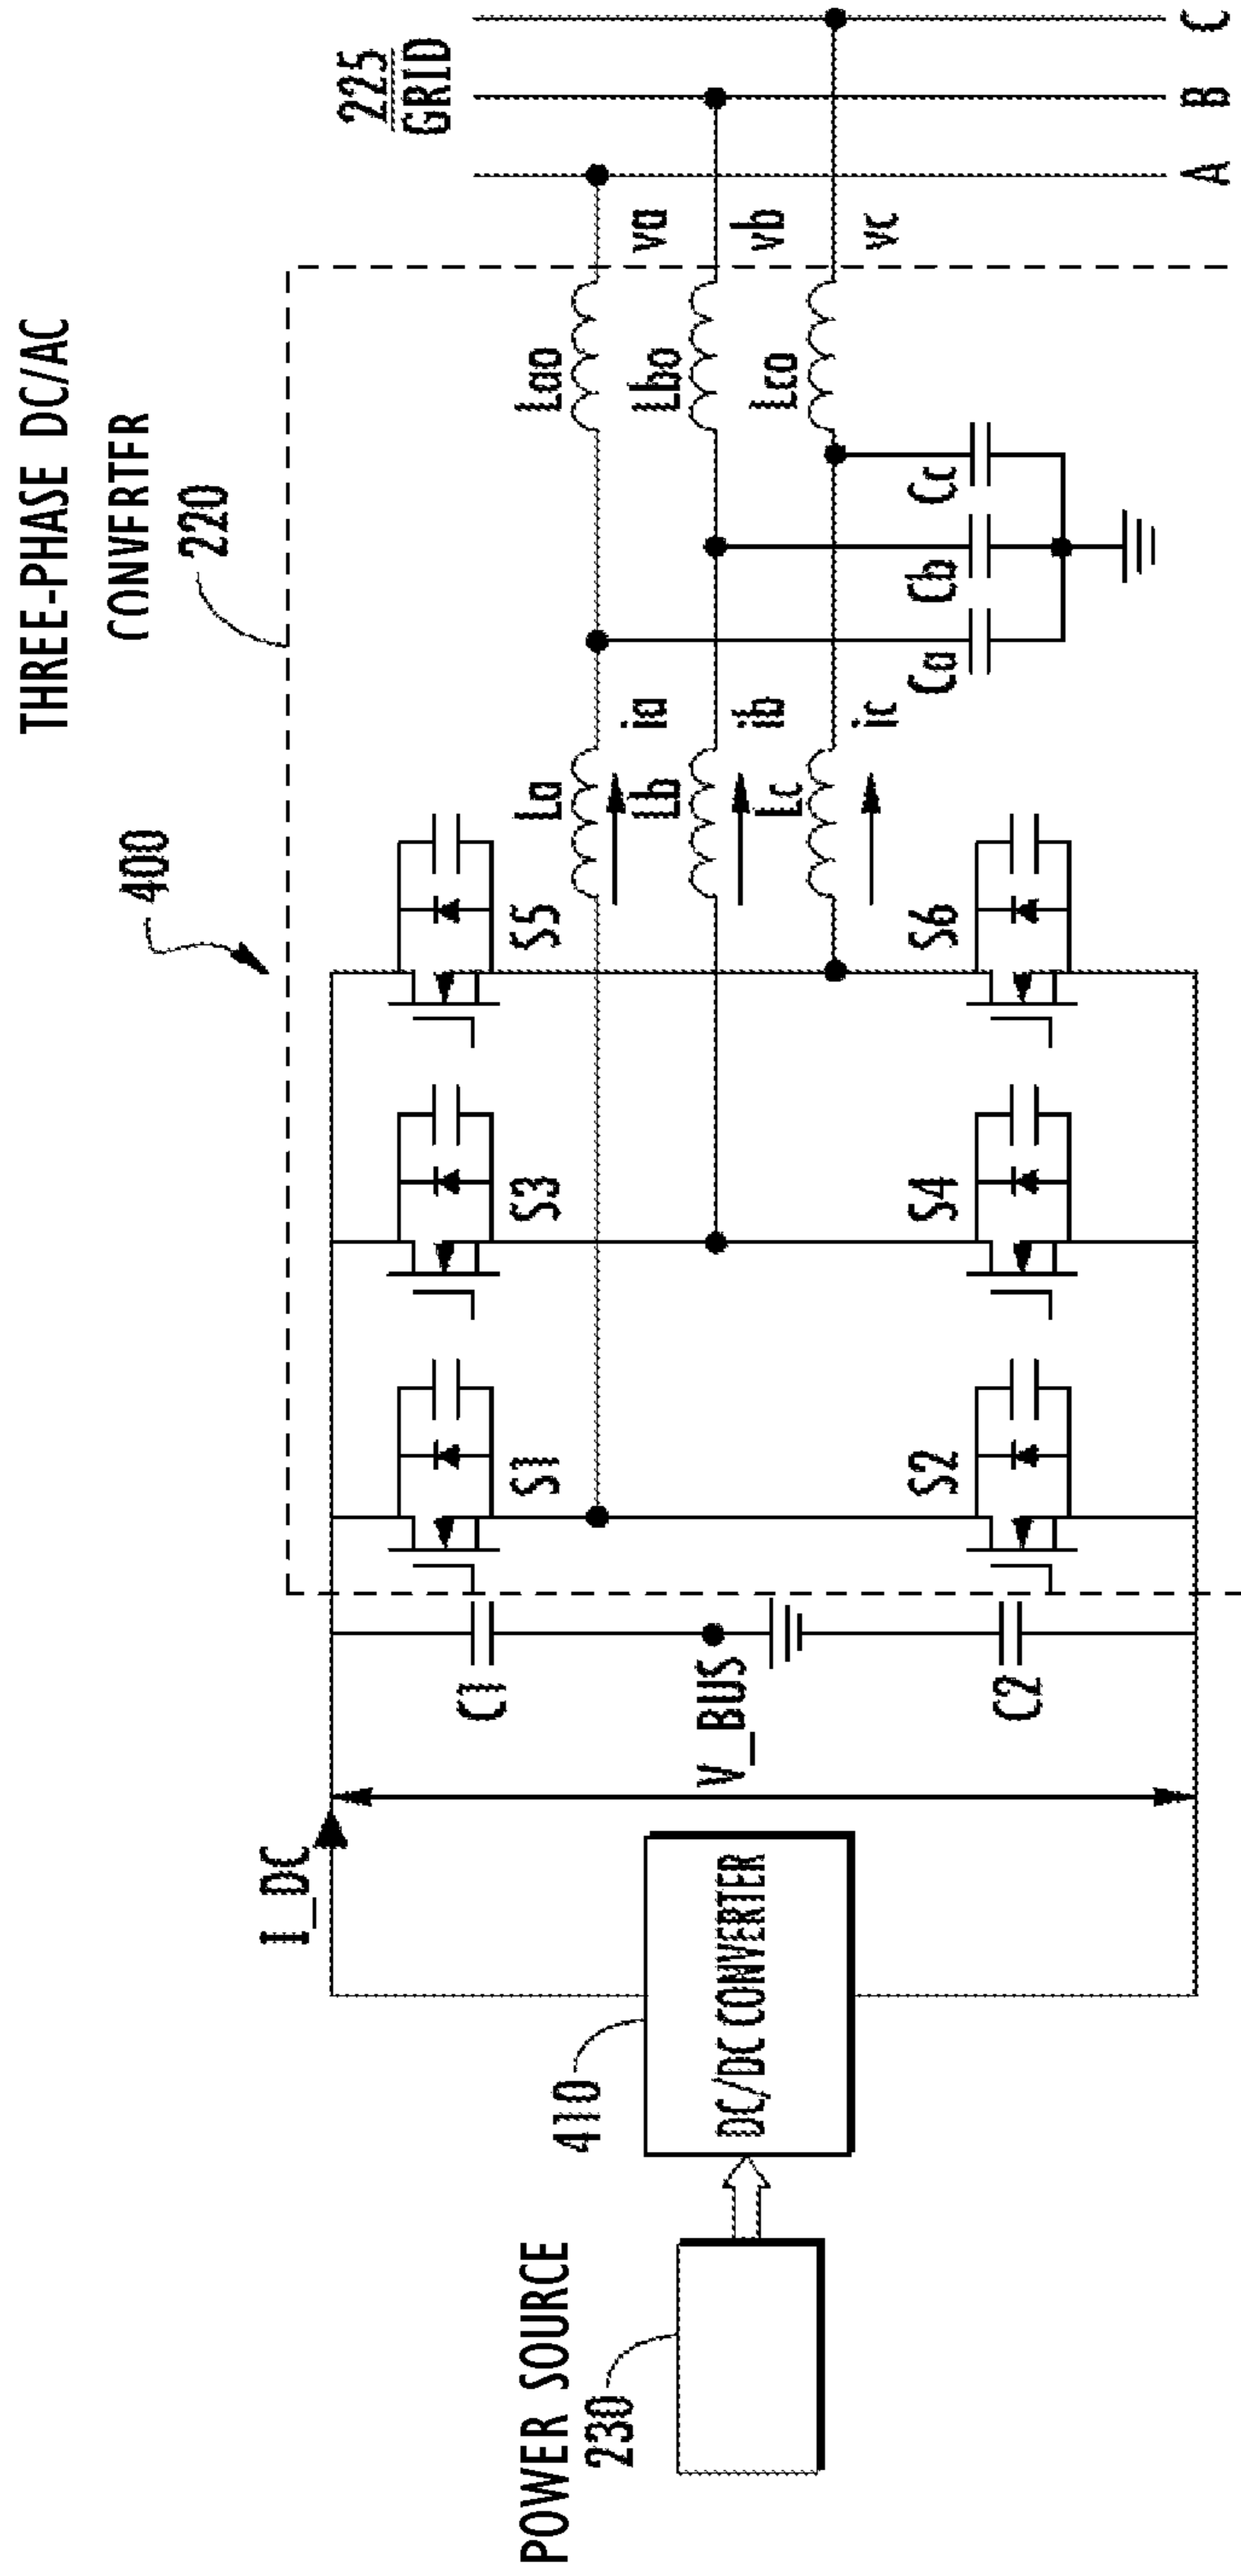 THREE-PHASE DC/AC
CONVERTER
220
400
225
GRID
I_DC
POWER SOURCE
230
410
DC/DC CONVERTER
V_BUS
C1
C2
S1
S3
S5
S2
S4
S6
La
Lb
Lc
ia
ib
ic
Ca
Cb
Cc
Lao
Lbo
Lco
va
vb
vc
A
B
C